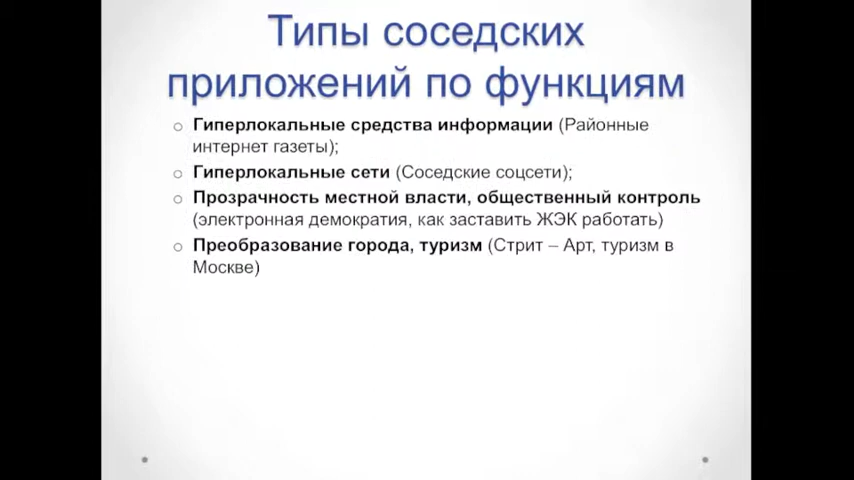 Типы соседских
приложений по функциям
Гиперлокальные средства информации (Районные
интернет газеты);
Гиперлокальные сети (Соседские соцсети);
Прозрачность местной власти, общественный контроль
(электронная демократия, как заставить ЖЭК работать)
Преобразование города, туризм (Стрит – Арт, туризм в
Москве)